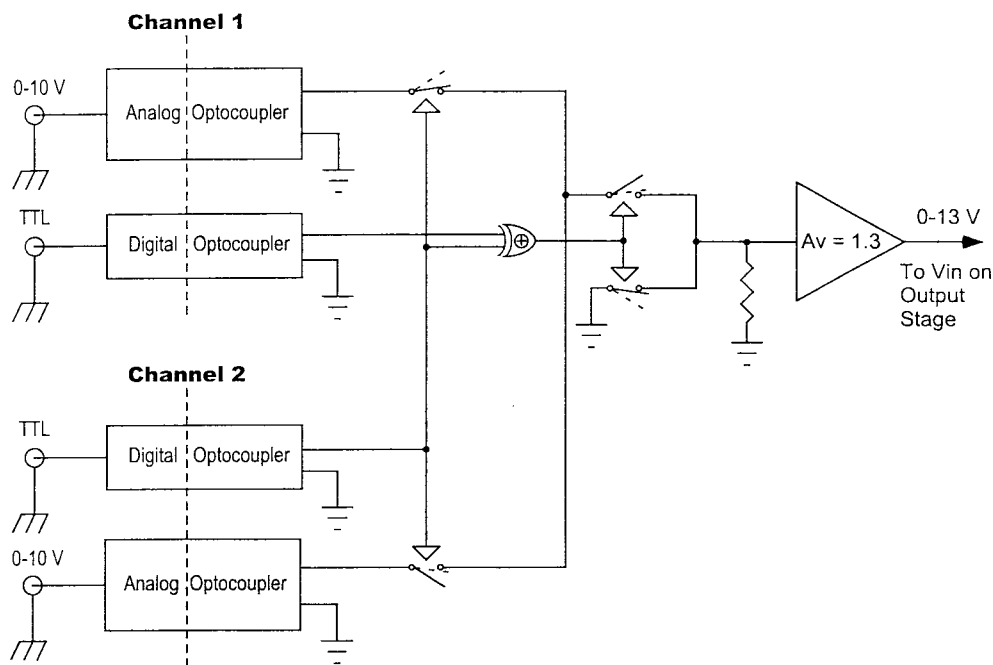 Channel 1
0-10 V
Analog Optocoupler
TTL
Digital Optocoupler
Av = 1.3
0-13 V
To Vin on
Output
Stage
Channel 2
TTL
Digital Optocoupler
0-10 V
Analog Optocoupler